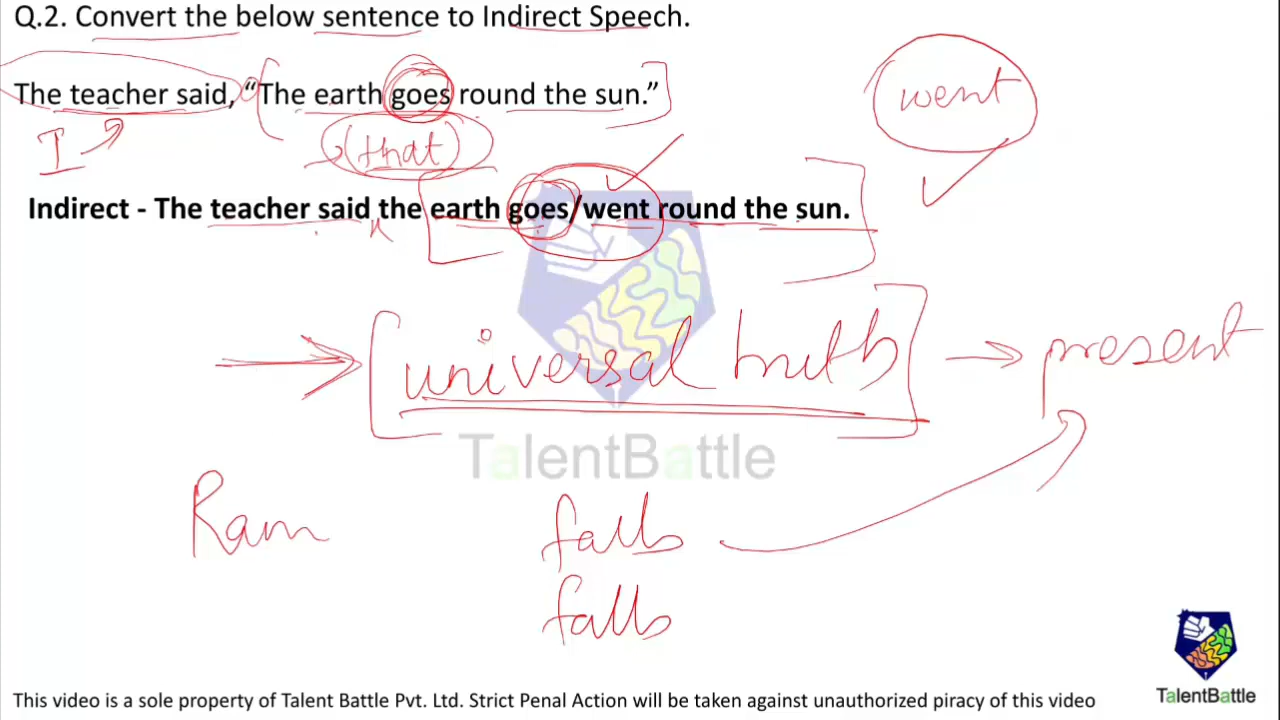 Q.2. Convert the below sentence to Indirect Speech.
The teacher said, “The earth goes round the sun.”
went
I
(that)
Indirect - The teacher said the earth goes/went round the sun.
universal truth
present
TalentBattle
Ram
falls
falls
TalentBattle
This video is a sole property of Talent Battle Pvt. Ltd. Strict Penal Action will be taken against unauthorized piracy of this video